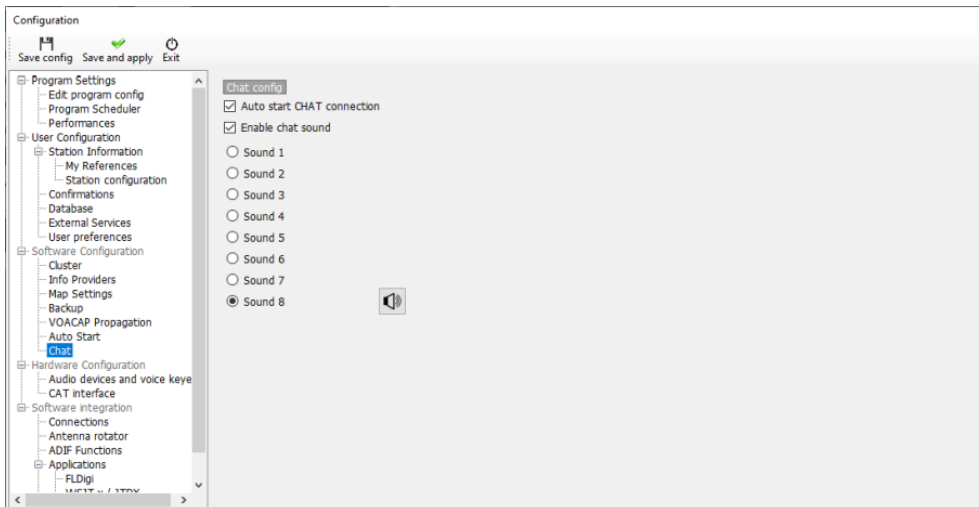 Configuration
Save config Save and apply Exit
Program Settings
Edit program config
Program Scheduler
Performances
User Configuration
Station Information
My References
Station configuration
Confirmations
Database
External Services
User preferences
Software Configuration
Cluster
Info Providers
Map Settings
Backup
VOACAP Propagation
Auto Start
Chat
Hardware Configuration
Audio devices and voice keye
CAT interface
Software integration
Connections
Antenna rotator
ADIF Functions
Applications
FLDigi
WSJT-x / JTDX
Chat config
Auto start CHAT connection
Enable chat sound
Sound 1
Sound 2
Sound 3
Sound 4
Sound 5
Sound 6
Sound 7
Sound 8